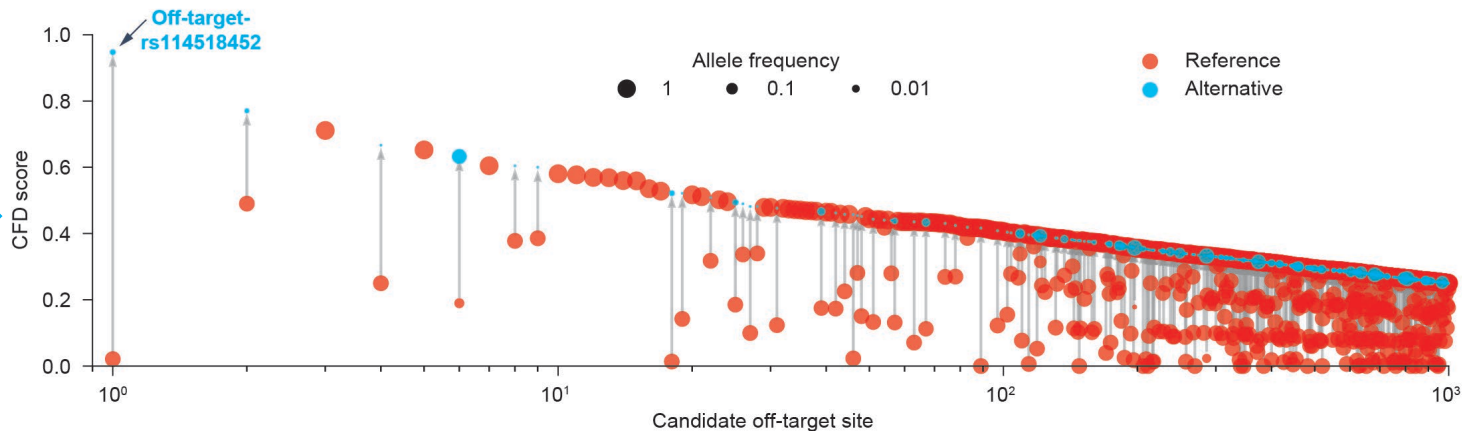 Off-target-
rs114518452
Allele frequency
1
0.1
0.01
Reference
Alternative
CFD score
1.0
0.8
0.6
0.4
0.2
0.0
10⁰
10¹
10²
10³
Candidate off-target site